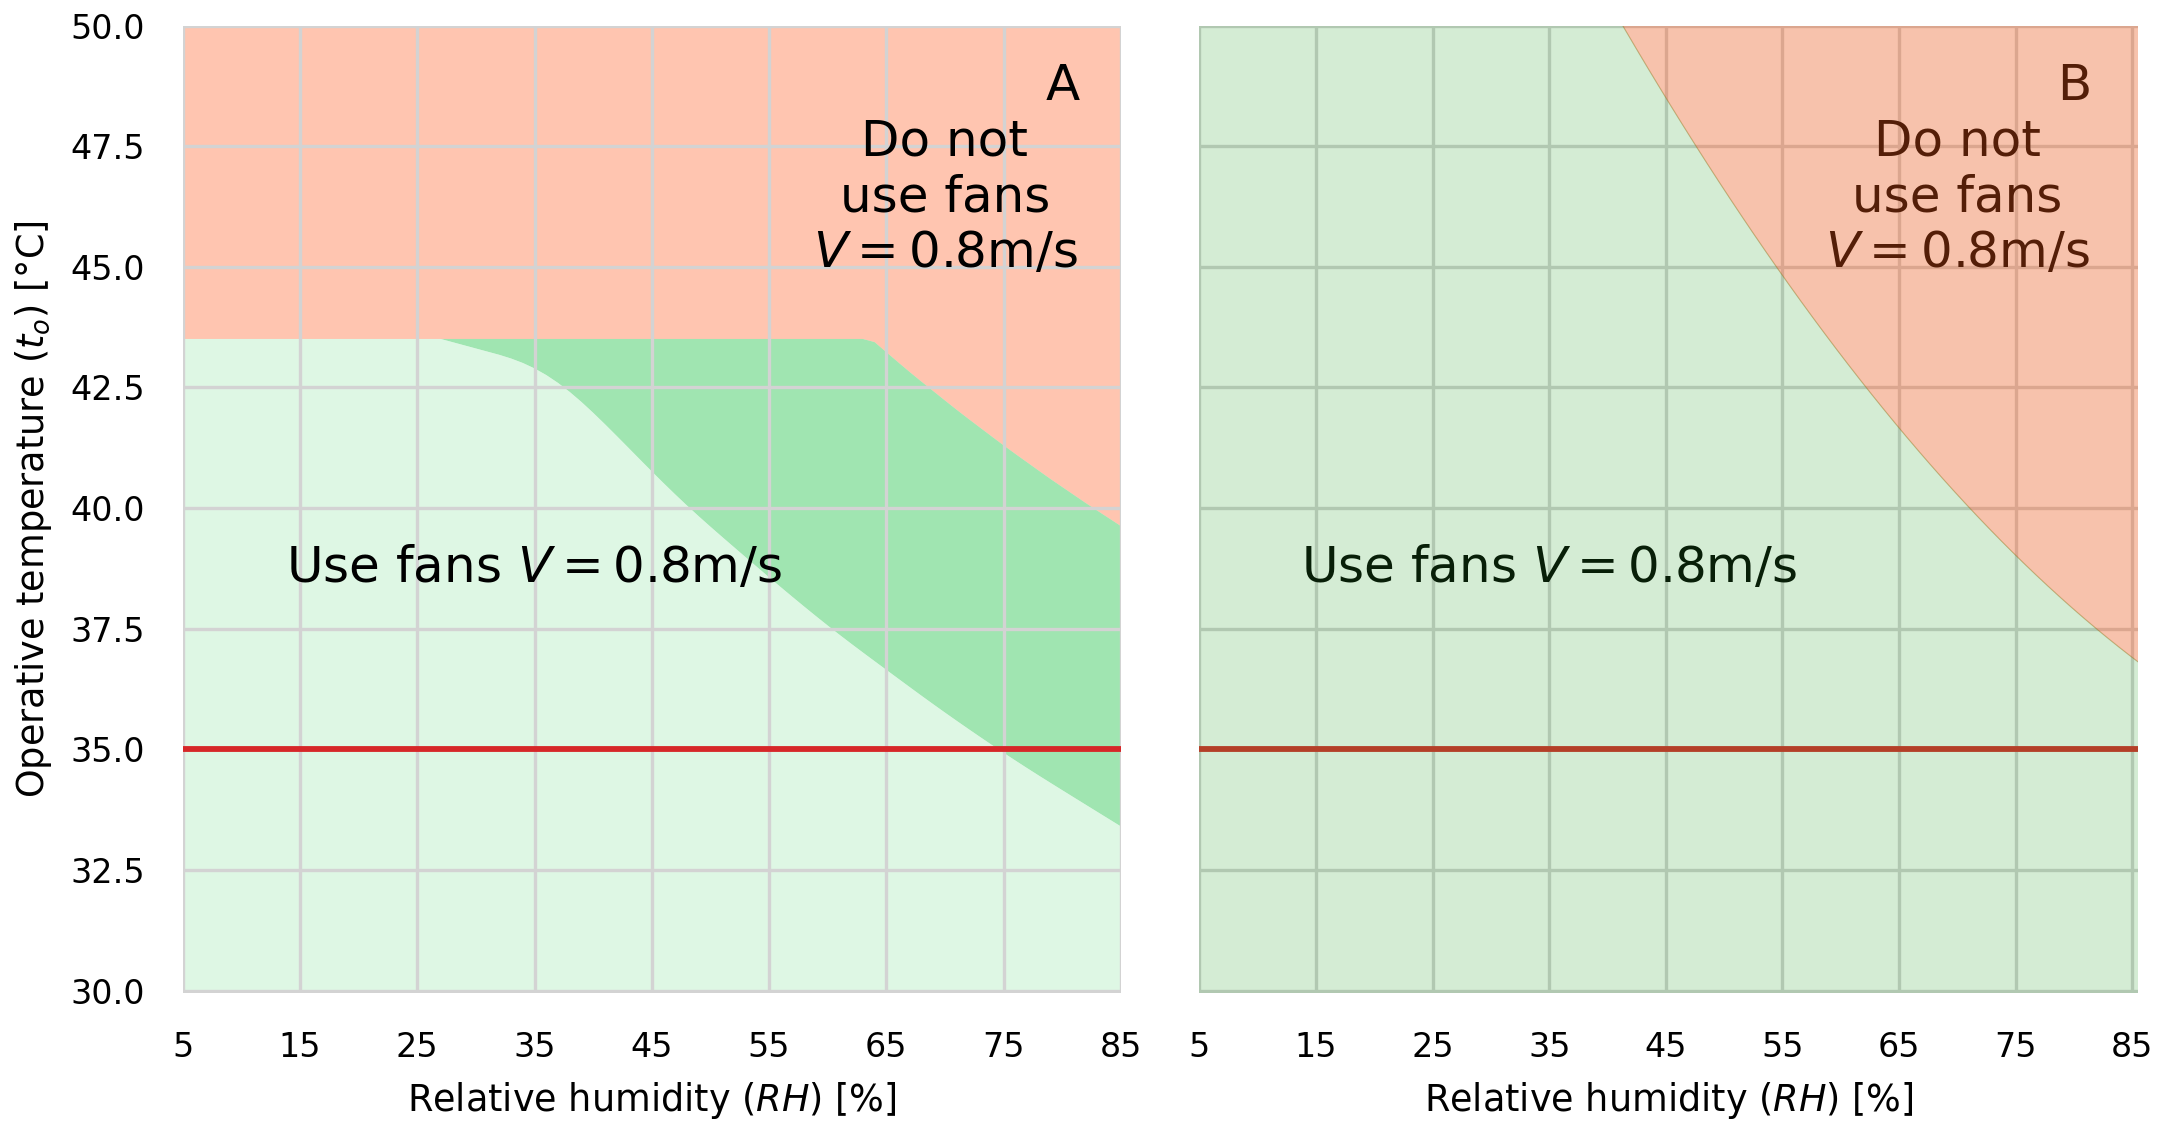 Operative temperature (tₒ) [°C]
50.0
47.5
45.0
42.5
40.0
37.5
35.0
32.5
30.0
A
Do not
use fans
V = 0.8m/s
Use fans V = 0.8m/s
5 15 25 35 45 55 65 75 85
Relative humidity (RH) [%]
B
Do not
use fans
V = 0.8m/s
Use fans V = 0.8m/s
5 15 25 35 45 55 65 75 85
Relative humidity (RH) [%]